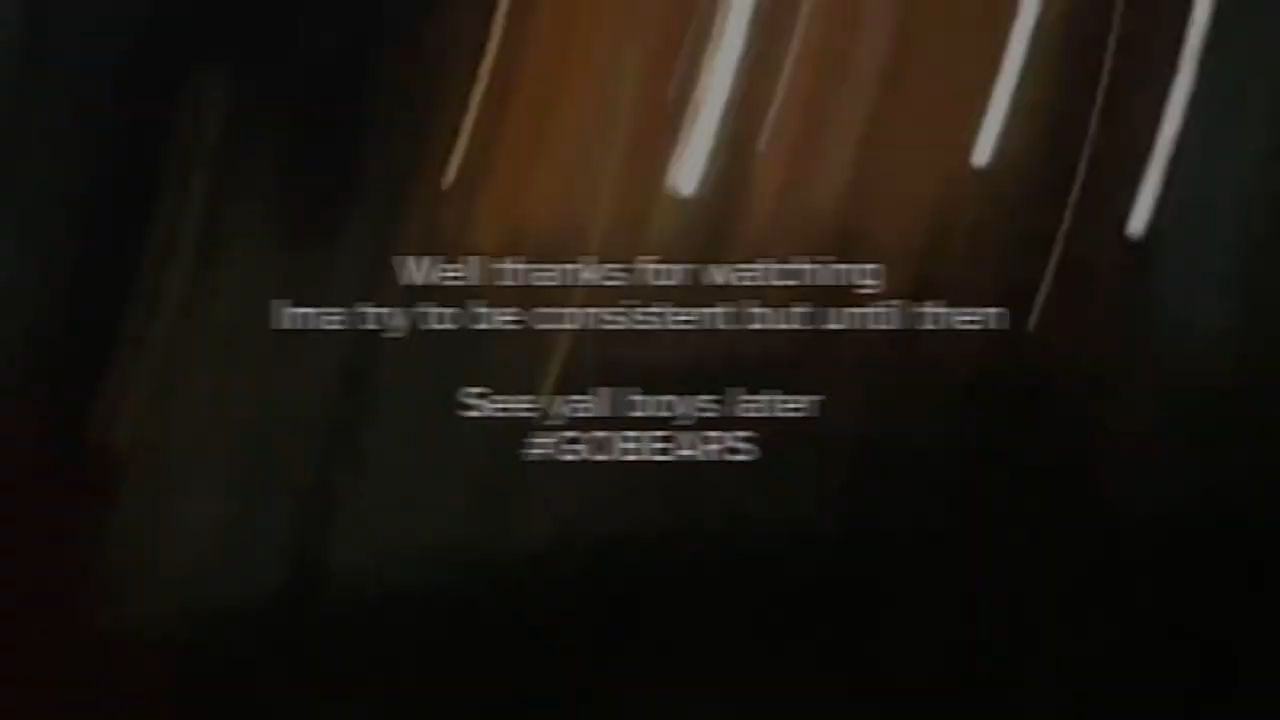 Well thanks for watching
Ima try to be consistent but until then
See yall boys later
#GOBEARS